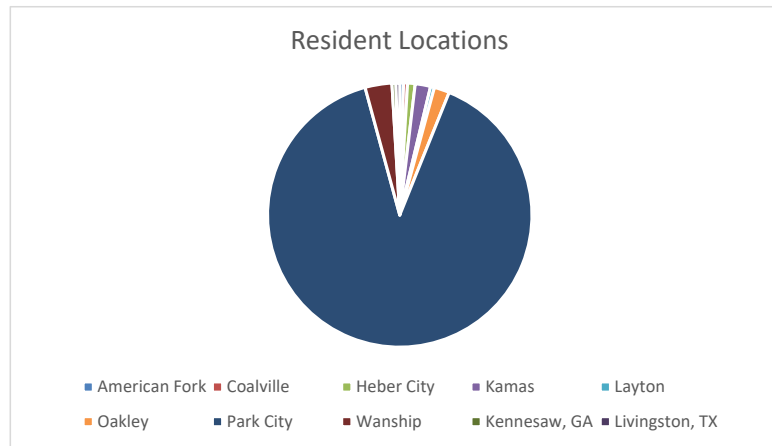 Resident Locations
American Fork Coalville Heber City Kamas Layton
Oakley Park City Wanship Kennesaw, GA Livingston, TX